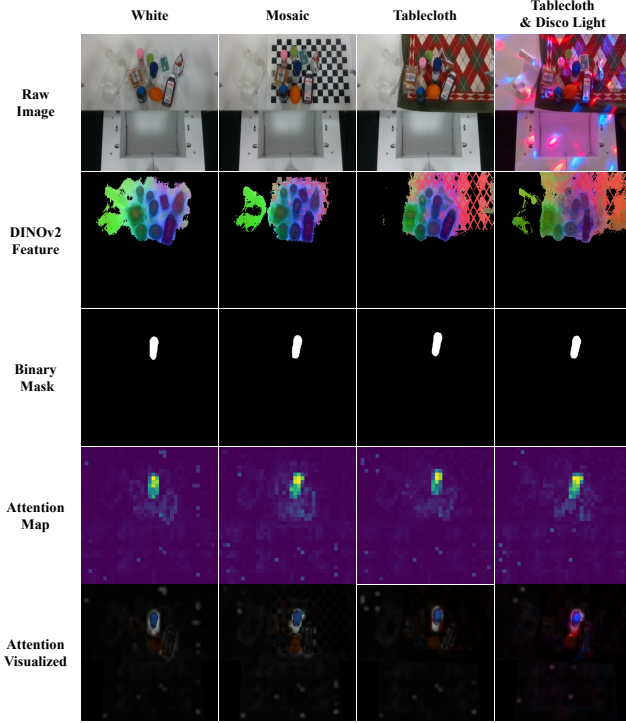 White
Mosaic
Tablecloth
Tablecloth
& Disco Light
Raw
Image
DINOv2
Feature
Binary
Mask
Attention
Map
Attention
Visualized